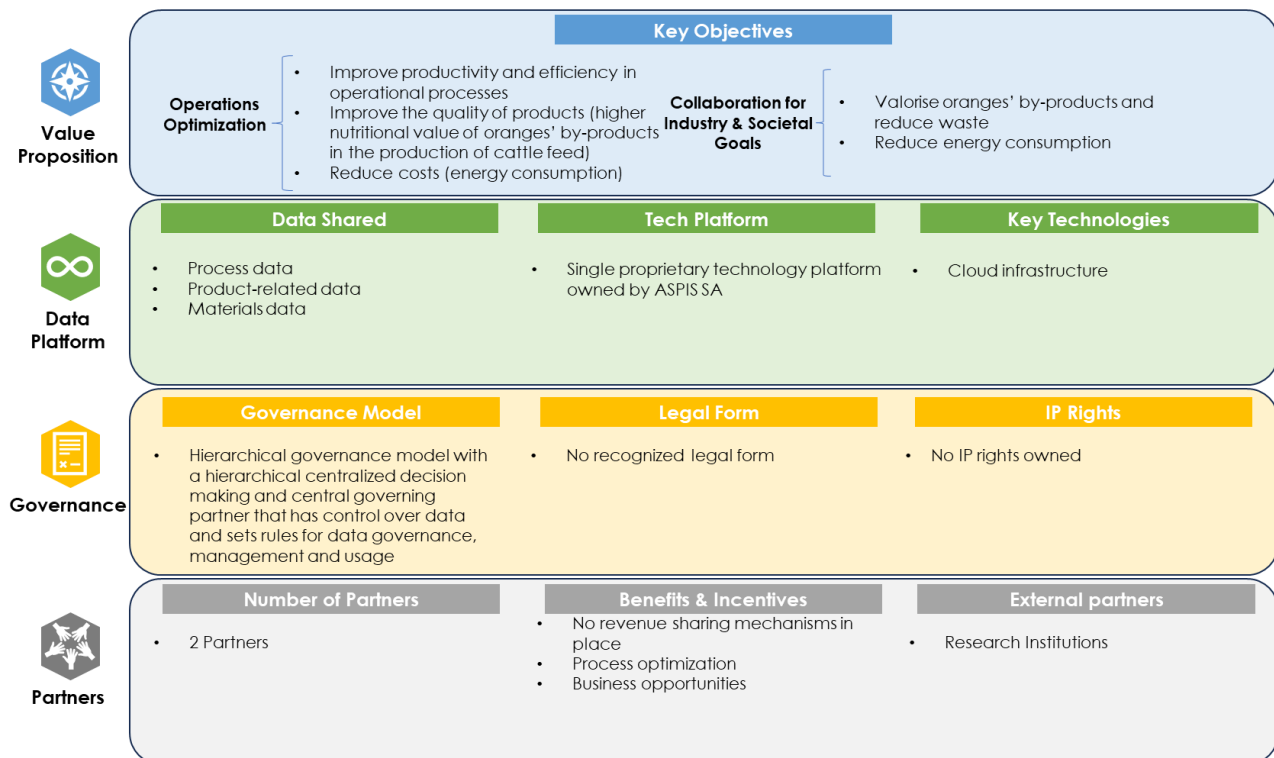 Value
Proposition
Key Objectives
Operations
Optimization
• Improve productivity and efficiency in
operational processes
• Improve the quality of products (higher
nutritional value of oranges’ by-products
in the production of cattle feed)
• Reduce costs (energy consumption)
Collaboration for
Industry & Societal
Goals
• Valorise oranges’ by-products and
reduce waste
• Reduce energy consumption
Data
Platform
Data Shared
• Process data
• Product-related data
• Materials data
Tech Platform
• Single proprietary technology platform
owned by ASPIS SA
Key Technologies
• Cloud infrastructure
Governance
Governance Model
• Hierarchical governance model with
a hierarchical centralized decision
making and central governing
partner that has control over data
and sets rules for data governance,
management and usage
Legal Form
• No recognized legal form
IP Rights
• No IP rights owned
Partners
Number of Partners
• 2 Partners
Benefits & Incentives
• No revenue sharing mechanisms in
place
• Process optimization
• Business opportunities
External partners
• Research Institutions